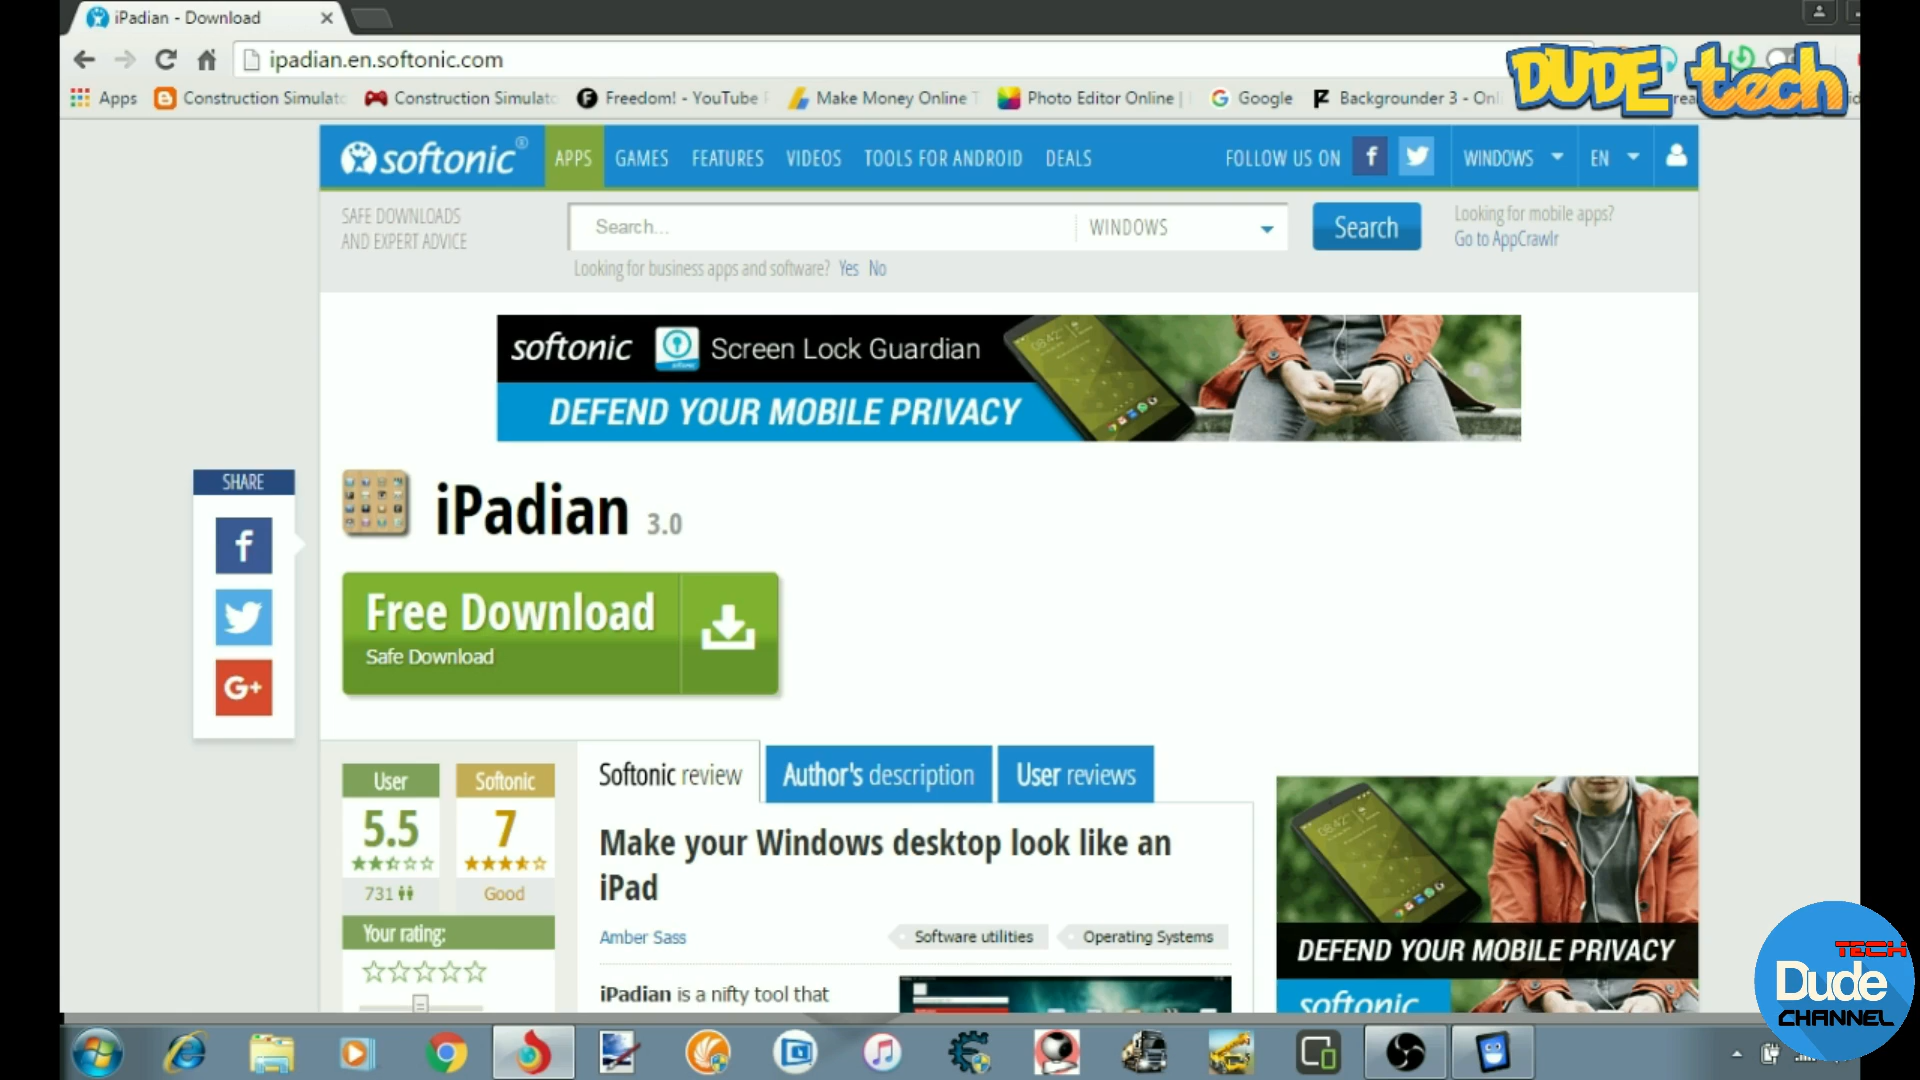 iPadian - Download
ipadian.en.softonic.com
DUDE tech
Apps
Construction Simulato
Construction Simulato
Freedom! - YouTube
Make Money Online
Photo Editor Online |
Google
Backgrounder 3 - Onli
softonic®
APPS
GAMES
FEATURES
VIDEOS
TOOLS FOR ANDROID
DEALS
FOLLOW US ON
WINDOWS
EN
SAFE DOWNLOADS
AND EXPERT ADVICE
Search...
WINDOWS
Search
Looking for mobile apps?
Go to AppCrawlr
Looking for business apps and software? Yes No
softonic Screen Lock Guardian
DEFEND YOUR MOBILE PRIVACY
SHARE
iPadian 3.0
Free Download
Safe Download
User
5.5
731
Softonic
7
Good
Your rating:
Softonic review
Author's description
User reviews
Make your Windows desktop look like an
iPad
Amber Sass
Software utilities
Operating Systems
iPadian is a nifty tool that
DEFEND YOUR MOBILE PRIVACY
softonic
TECH
Dude
CHANNEL